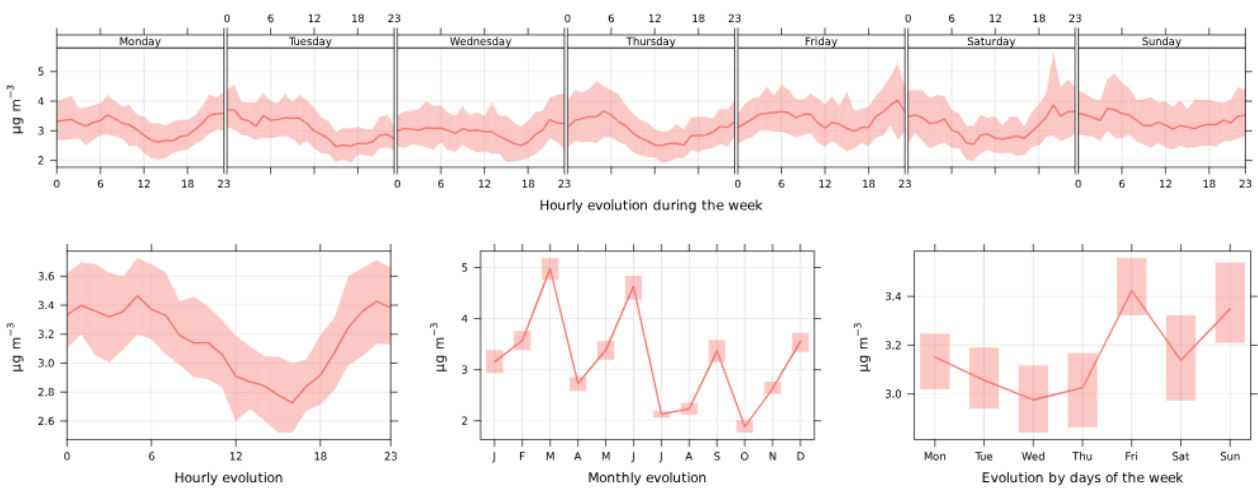 0 6 12 18 23 0 6 12 18 23 0 6 12 18 23
Monday Tuesday Wednesday Thursday Friday Saturday Sunday
5
4
3
2
µg m⁻³
0 6 12 18 23 0 6 12 18 23 0 6 12 18 23 0 6 12 18 23
Hourly evolution during the week
3.6
3.4
3.2
3.0
2.8
2.6
µg m⁻³
0 6 12 18 23
Hourly evolution
5
4
3
2
µg m⁻³
J F M A M J J A S O N D
Monthly evolution
3.4
3.2
3.0
µg m⁻³
Mon Tue Wed Thu Fri Sat Sun
Evolution by days of the week